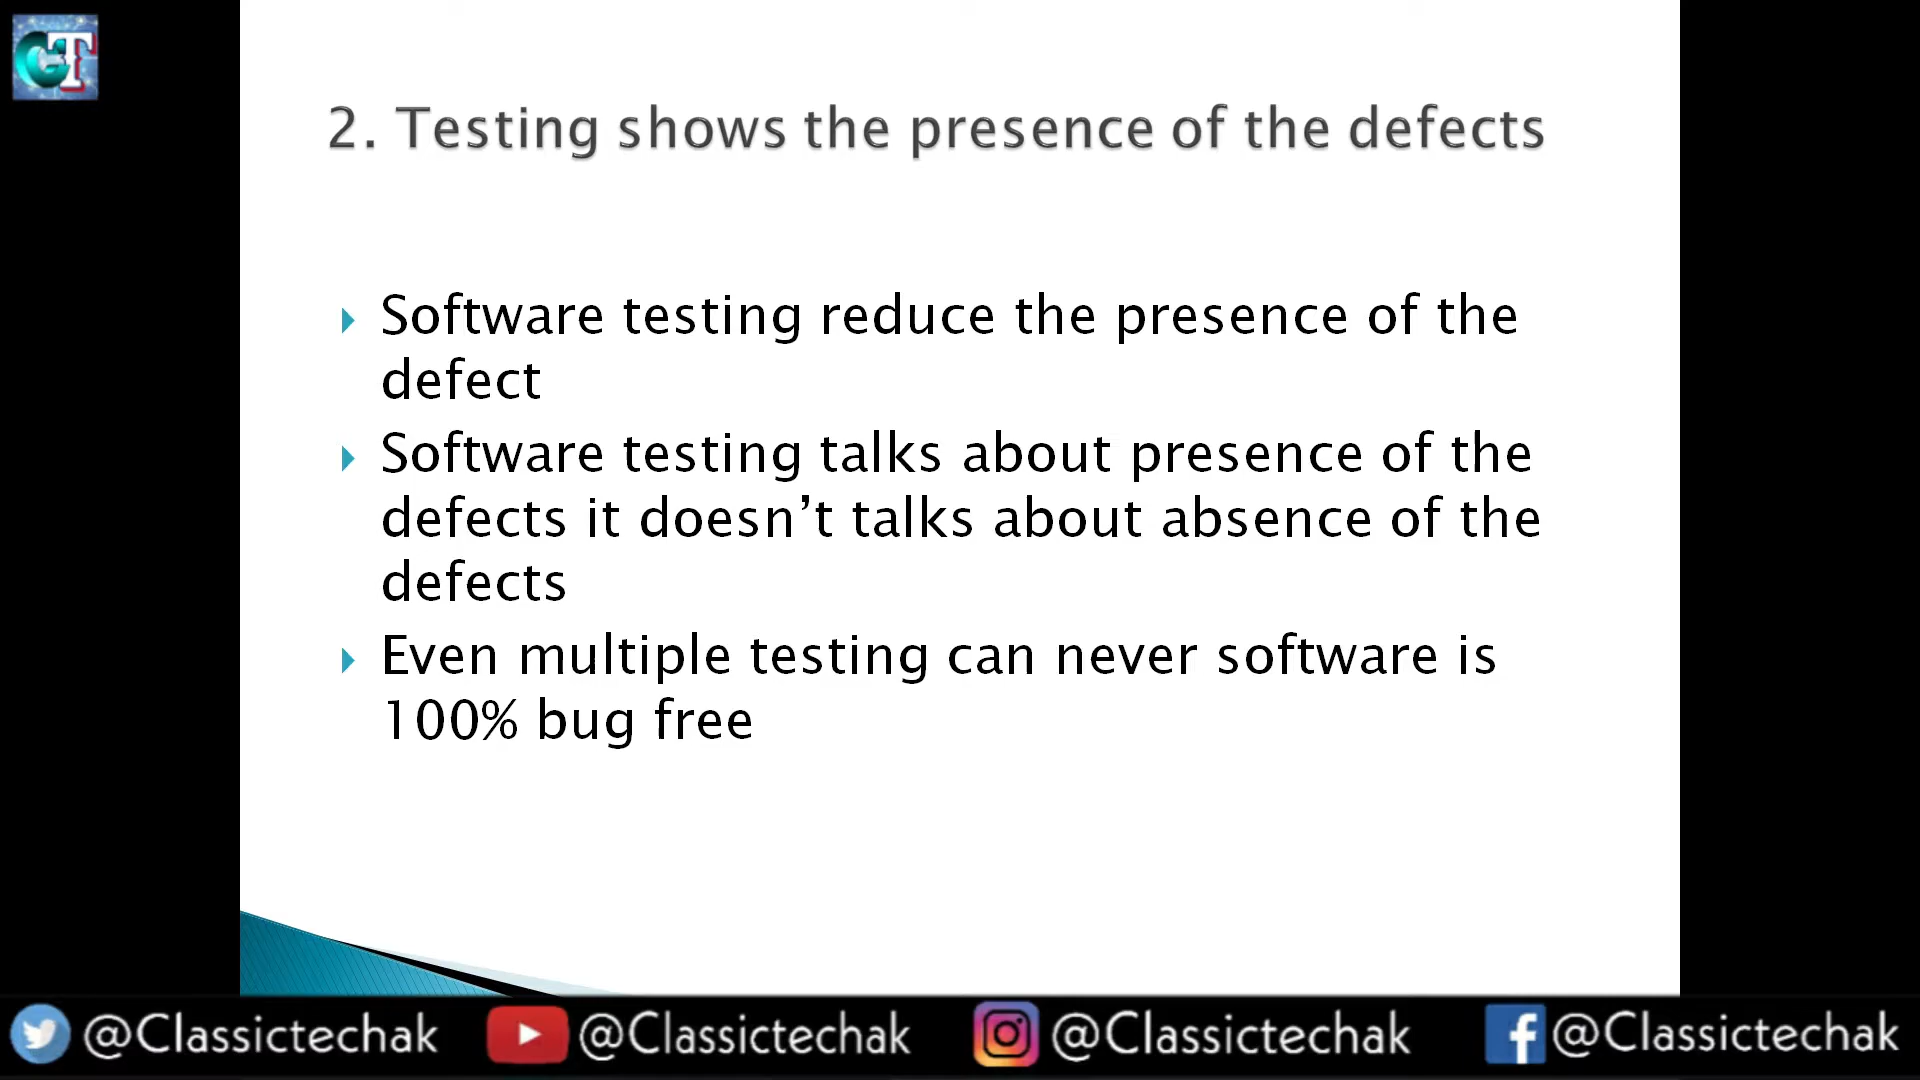 CT
2. Testing shows the presence of the defects
Software testing reduce the presence of the
defect
Software testing talks about presence of the
defects it doesn’t talks about absence of the
defects
Even multiple testing can never software is
100% bug free
@Classictechak @Classictechak @Classictechak @Classictechak